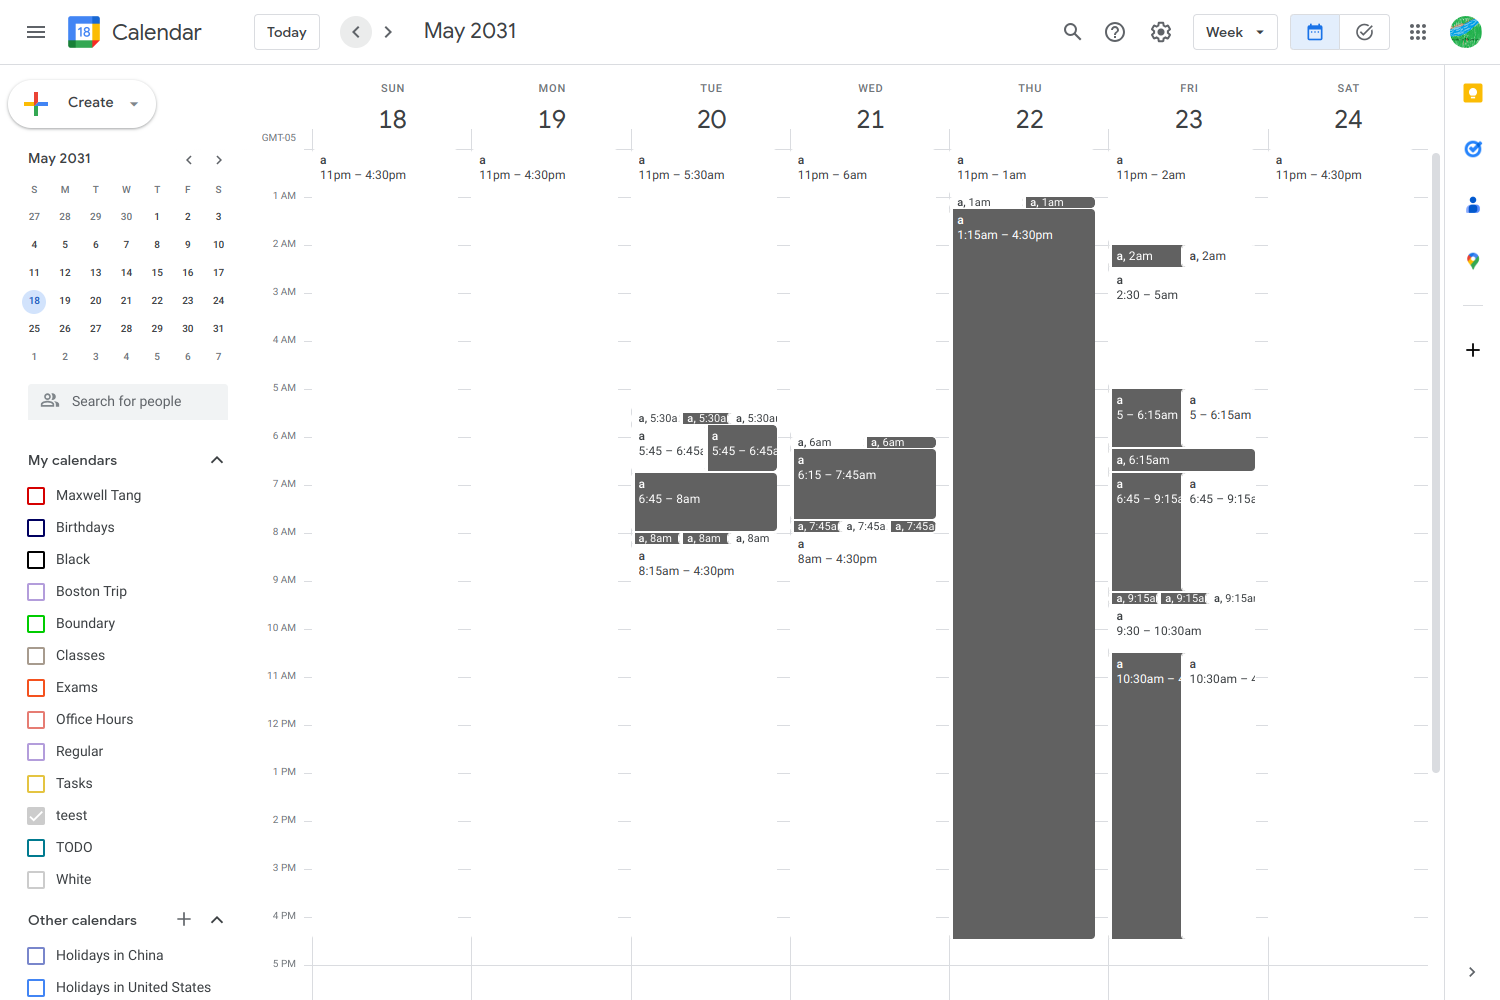 18
Calendar
Today
May 2031
Week
Create
May 2031
S M T W T F S
27 28 29 30 1 2 3
4 5 6 7 8 9 10
11 12 13 14 15 16 17
18 19 20 21 22 23 24
25 26 27 28 29 30 31
1 2 3 4 5 6 7
Search for people
My calendars
Maxwell Tang
Birthdays
Black
Boston Trip
Boundary
Classes
Exams
Office Hours
Regular
Tasks
teest
TODO
White
Other calendars
Holidays in China
Holidays in United States
GMT-05
SUN
18
MON
19
TUE
20
WED
21
THU
22
FRI
23
SAT
24
1 AM
2 AM
3 AM
4 AM
5 AM
6 AM
7 AM
8 AM
9 AM
10 AM
11 AM
12 PM
1 PM
2 PM
3 PM
4 PM
5 PM
a
11pm – 4:30pm
a
11pm – 4:30pm
a
11pm – 5:30am
a, 5:30a
a, 5:30a
a, 5:30a
a
5:45 – 6:45a
a
5:45 – 6:45a
a
6:45 – 8am
a, 8am
a, 8am
a, 8am
a
8:15am – 4:30pm
a
11pm – 6am
a, 6am
a, 6am
a
6:15 – 7:45am
a, 7:45a
a, 7:45a
a, 7:45a
a
8am – 4:30pm
a
11pm – 1am
a, 1am
a, 1am
a
1:15am – 4:30pm
a
11pm – 2am
a, 2am
a, 2am
a
2:30 – 5am
a
5 – 6:15am
a
5 – 6:15am
a, 6:15am
a
6:45 – 9:15a
a
6:45 – 9:15a
a, 9:15a
a, 9:15a
a, 9:15a
a
9:30 – 10:30am
a
10:30am – 4
a
10:30am – 4
a
11pm – 4:30pm